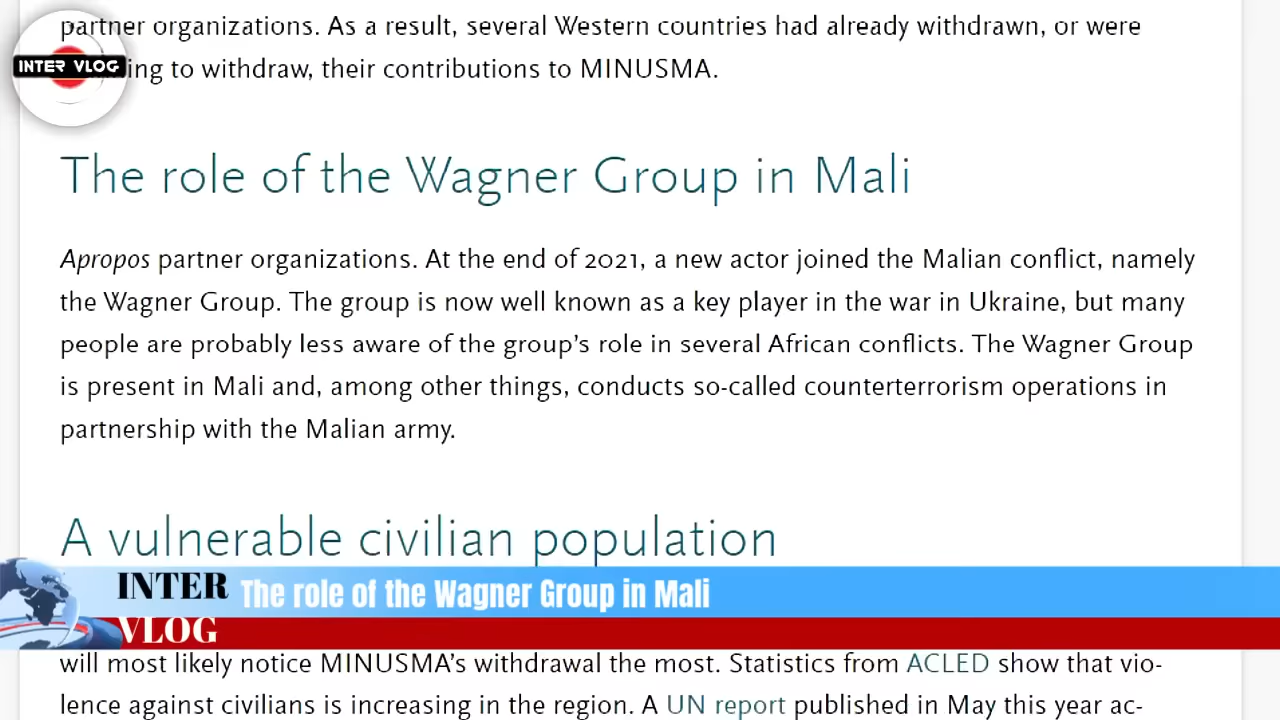 partner organizations. As a result, several Western countries had already withdrawn, or were
INTER VLOG
ing to withdraw, their contributions to MINUSMA.
The role of the Wagner Group in Mali
Apropos partner organizations. At the end of 2021, a new actor joined the Malian conflict, namely
the Wagner Group. The group is now well known as a key player in the war in Ukraine, but many
people are probably less aware of the group's role in several African conflicts. The Wagner Group
is present in Mali and, among other things, conducts so-called counterterrorism operations in
partnership with the Malian army.
A vulnerable civilian population
INTER
VLOG
The role of the Wagner Group in Mali
will most likely notice MINUSMA's withdrawal the most. Statistics from ACLED show that vio-
lence against civilians is increasing in the region. A UN report published in May this year ac-